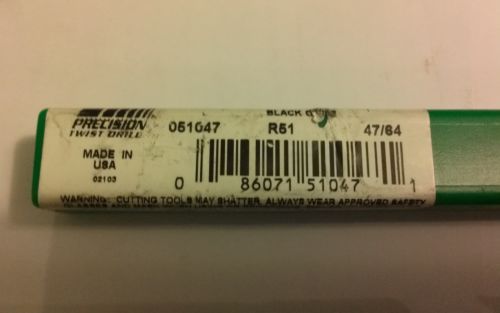 BLACK
PRECISION
TWIST DRILL
051047 R51 47/64
MADE IN
USA
02103
0 86071 51047 1
WARNING: CUTTING TOOLS MAY SHATTER, ALWAYS WEAR APPROVED SAFETY